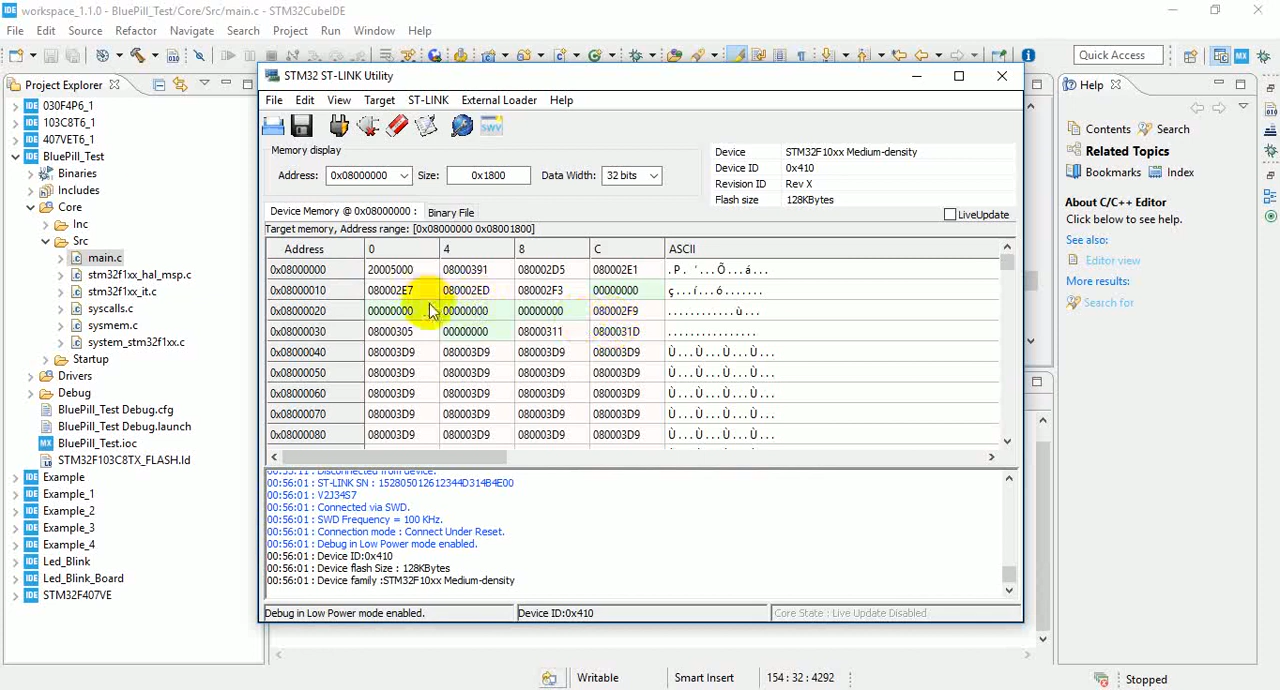 workspace_1.1.0 - BluePill_Test/Core/Src/main.c - STM32CubeIDE
File Edit Source Refactor Navigate Search Project Run Window Help
Quick Access
Project Explorer
030F4P6_1
103C8T6_1
407VET6_1
BluePill_Test
Binaries
Includes
Core
Inc
Src
main.c
stm32f1xx_hal_msp.c
stm32f1xx_it.c
syscalls.c
sysmem.c
system_stm32f1xx.c
Startup
Drivers
Debug
BluePill_Test Debug.cfg
BluePill_Test Debug.launch
BluePill_Test.ioc
STM32F103C8TX_FLASH.ld
Example
Example_1
Example_2
Example_3
Example_4
Led_Blink
Led_Blink_Board
STM32F407VE
STM32 ST-LINK Utility
File Edit View Target ST-LINK External Loader Help
SWV
Memory display
Address: 0x08000000 Size: 0x1800 Data Width: 32 bits
Device STM32F10xx Medium-density
Device ID 0x410
Revision ID Rev X
Flash size 128KBytes
LiveUpdate
Device Memory @ 0x08000000 : Binary File
Target memory, Address range: [0x08000000 0x08001800]
Address 0 4 8 C ASCII
0x08000000 20005000 08000391 080002D5 080002E1 .P. ‘...Õ...á...
0x08000010 080002E7 080002ED 080002F3 00000000 ç...í...ó.......
0x08000020 00000000 00000000 00000000 080002F9 ............ù...
0x08000030 08000305 00000000 08000311 0800031D ................
0x08000040 080003D9 080003D9 080003D9 080003D9 Ù...Ù...Ù...Ù...
0x08000050 080003D9 080003D9 080003D9 080003D9 Ù...Ù...Ù...Ù...
0x08000060 080003D9 080003D9 080003D9 080003D9 Ù...Ù...Ù...Ù...
0x08000070 080003D9 080003D9 080003D9 080003D9 Ù...Ù...Ù...Ù...
0x08000080 080003D9 080003D9 080003D9 080003D9 Ù...Ù...Ù...Ù...
Disconnected from device.
00:56:01 : ST-LINK SN : 152805012612344D314B4E00
00:56:01 : V2J34S7
00:56:01 : Connected via SWD.
00:56:01 : SWD Frequency = 100 KHz.
00:56:01 : Connection mode : Connect Under Reset.
00:56:01 : Debug in Low Power mode enabled.
00:56:01 : Device ID:0x410
00:56:01 : Device flash Size : 128KBytes
00:56:01 : Device family :STM32F10xx Medium-density
Debug in Low Power mode enabled. Device ID:0x410 Core State : Live Update Disabled
Help
Contents Search
Related Topics
Bookmarks Index
About C/C++ Editor
Click below to see help.
See also:
Editor view
More results:
Search for
Writable Smart Insert 154 : 32 : 4292 Stopped